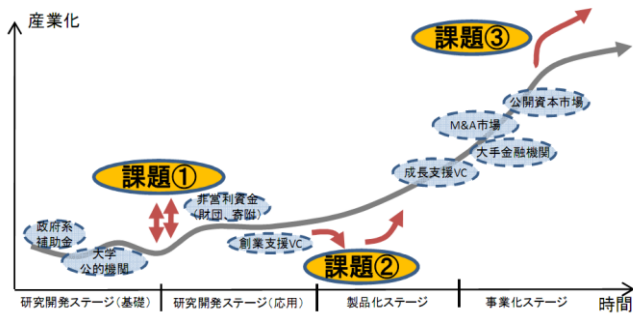 産業化
課題③
公開資本市場
M&A市場
大手金融機関
成長支援VC
課題①
非営利資金
(財団、寄附)
政府系
補助金
大学
公的機関
創業支援VC
課題②
研究開発ステージ(基礎)
研究開発ステージ(応用)
製品化ステージ
事業化ステージ
時間